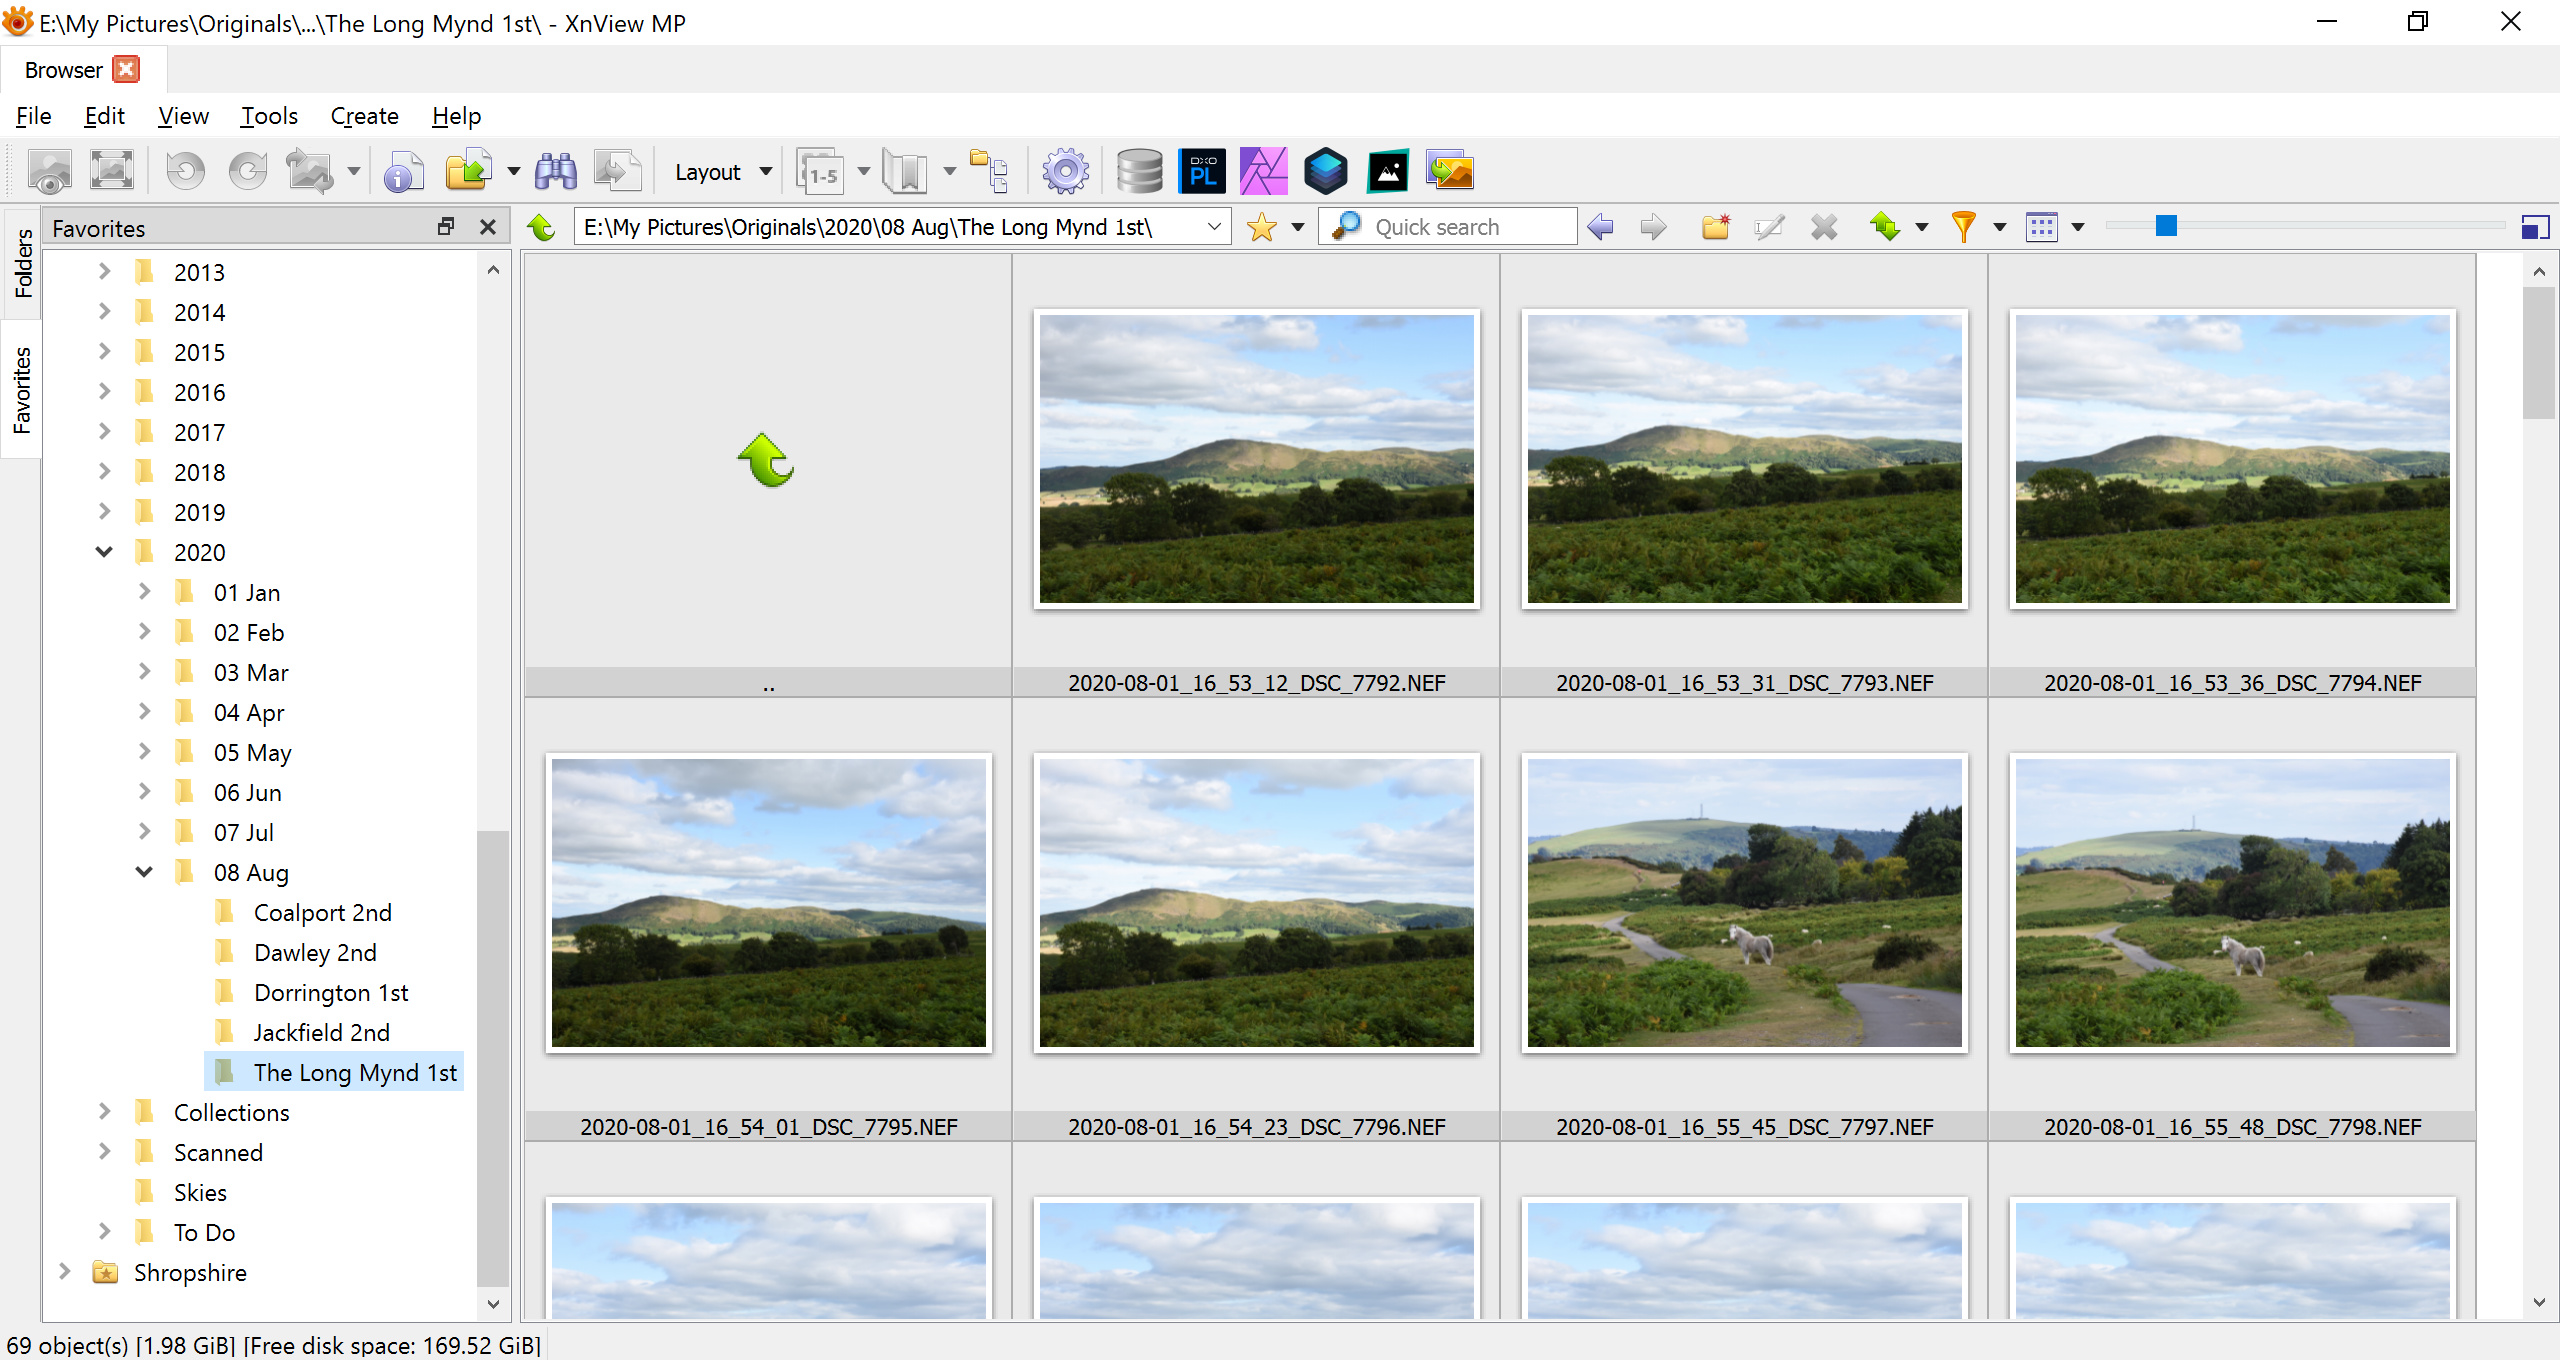 E:\My Pictures\Originals\...\The Long Mynd 1st\ - XnView MP
Browser
File Edit View Tools Create Help
1-5
Layout
DXO
PL
Folders
Favorites
Favorites
E:\My Pictures\Originals\2020\08 Aug\The Long Mynd 1st\
Quick search
2013
2014
2015
2016
2017
2018
2019
2020
01 Jan
02 Feb
03 Mar
04 Apr
05 May
06 Jun
07 Jul
08 Aug
Coalport 2nd
Dawley 2nd
Dorrington 1st
Jackfield 2nd
The Long Mynd 1st
Collections
Scanned
Skies
To Do
Shropshire
..
2020-08-01_16_53_12_DSC_7792.NEF
2020-08-01_16_53_31_DSC_7793.NEF
2020-08-01_16_53_36_DSC_7794.NEF
2020-08-01_16_54_01_DSC_7795.NEF
2020-08-01_16_54_23_DSC_7796.NEF
2020-08-01_16_55_45_DSC_7797.NEF
2020-08-01_16_55_48_DSC_7798.NEF
69 object(s) [1.98 GiB] [Free disk space: 169.52 GiB]